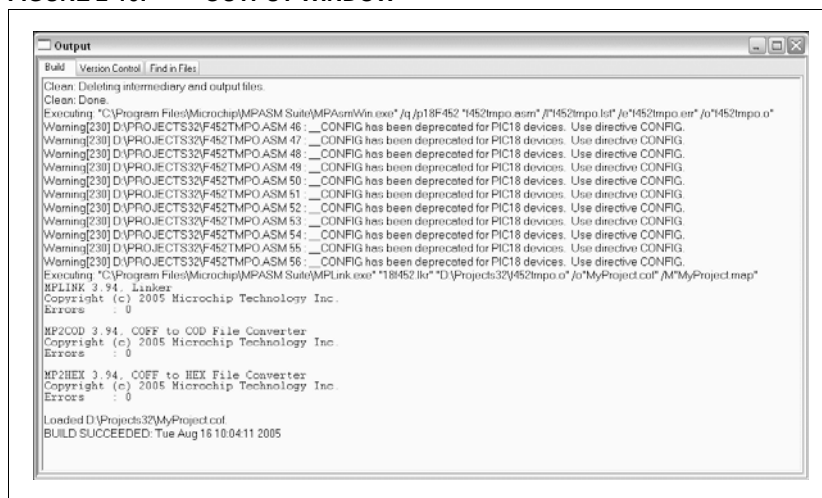 Output
Build Version Control Find in Files
Clean: Deleting intermediary and output files.
Clean: Done.
Executing: "C:\Program Files\Microchip\MPASM Suite\MPAsmWin.exe" /q /p18F452 "f452tmpo.asm" /l"f452tmpo.lst" /e"f452tmpo.err" /o"f452tmpo.o"
Warning[230] D:\PROJECTS32\F452TMPO.ASM 46 : __CONFIG has been deprecated for PIC18 devices. Use directive CONFIG.
Warning[230] D:\PROJECTS32\F452TMPO.ASM 47 : __CONFIG has been deprecated for PIC18 devices. Use directive CONFIG.
Warning[230] D:\PROJECTS32\F452TMPO.ASM 48 : __CONFIG has been deprecated for PIC18 devices. Use directive CONFIG.
Warning[230] D:\PROJECTS32\F452TMPO.ASM 49 : __CONFIG has been deprecated for PIC18 devices. Use directive CONFIG.
Warning[230] D:\PROJECTS32\F452TMPO.ASM 50 : __CONFIG has been deprecated for PIC18 devices. Use directive CONFIG.
Warning[230] D:\PROJECTS32\F452TMPO.ASM 51 : __CONFIG has been deprecated for PIC18 devices. Use directive CONFIG.
Warning[230] D:\PROJECTS32\F452TMPO.ASM 52 : __CONFIG has been deprecated for PIC18 devices. Use directive CONFIG.
Warning[230] D:\PROJECTS32\F452TMPO.ASM 53 : __CONFIG has been deprecated for PIC18 devices. Use directive CONFIG.
Warning[230] D:\PROJECTS32\F452TMPO.ASM 54 : __CONFIG has been deprecated for PIC18 devices. Use directive CONFIG.
Warning[230] D:\PROJECTS32\F452TMPO.ASM 55 : __CONFIG has been deprecated for PIC18 devices. Use directive CONFIG.
Warning[230] D:\PROJECTS32\F452TMPO.ASM 56 : __CONFIG has been deprecated for PIC18 devices. Use directive CONFIG.
Executing: "C:\Program Files\Microchip\MPASM Suite\MPLink.exe" "18f452.lkr" "D:\Projects32\f452tmpo.o" /o"MyProject.cof" /M"MyProject.map"
MPLINK 3.94, Linker
Copyright (c) 2005 Microchip Technology Inc.
Errors : 0
MP2COD 3.94, COFF to COD File Converter
Copyright (c) 2005 Microchip Technology Inc.
Errors : 0
MP2HEX 3.94, COFF to HEX File Converter
Copyright (c) 2005 Microchip Technology Inc.
Errors : 0
Loaded D:\Projects32\MyProject.cof.
BUILD SUCCEEDED: Tue Aug 16 10:04:11 2005